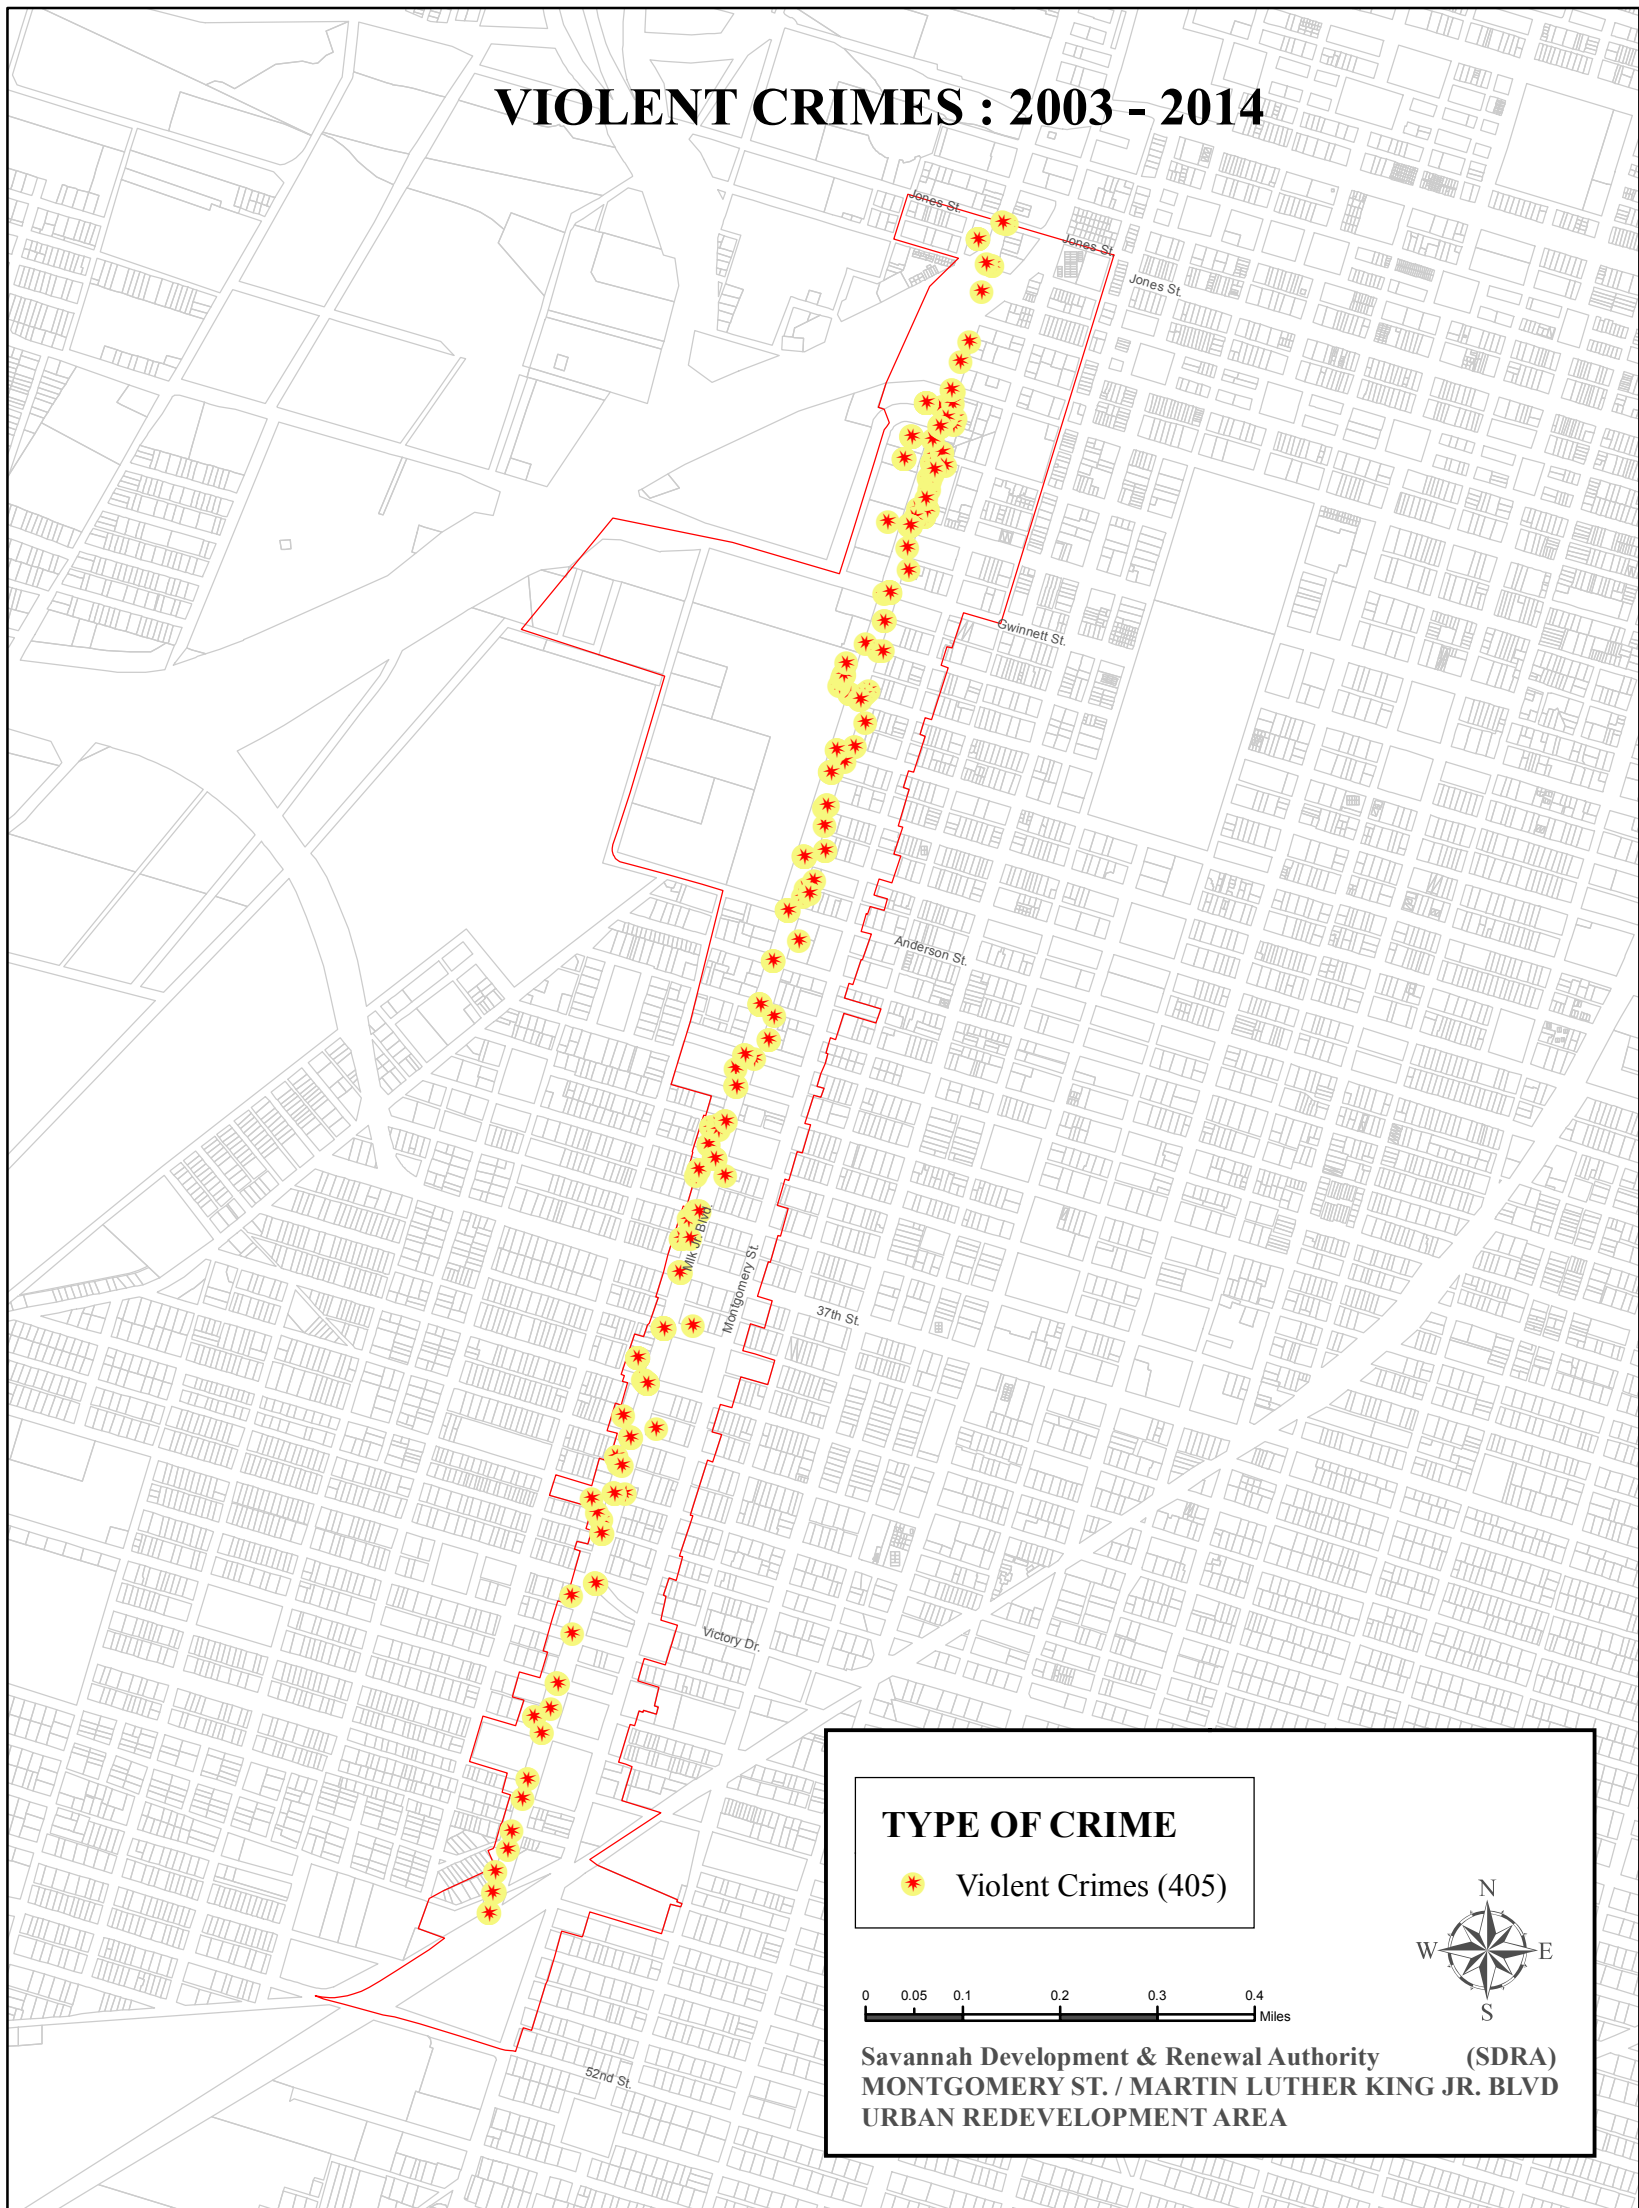 VIOLENT CRIMES : 2003 - 2014
Jones St.
Jones St.
Jones St.
Gwinnett St.
Anderson St.
Mlk Jr. Blvd.
Montgomery St.
37th St.
Victory Dr.
52nd St.
TYPE OF CRIME
Violent Crimes (405)
N
W E
S
0 0.05 0.1 0.2 0.3 0.4
Miles
Savannah Development & Renewal Authority (SDRA)
MONTGOMERY ST. / MARTIN LUTHER KING JR. BLVD
URBAN REDEVELOPMENT AREA